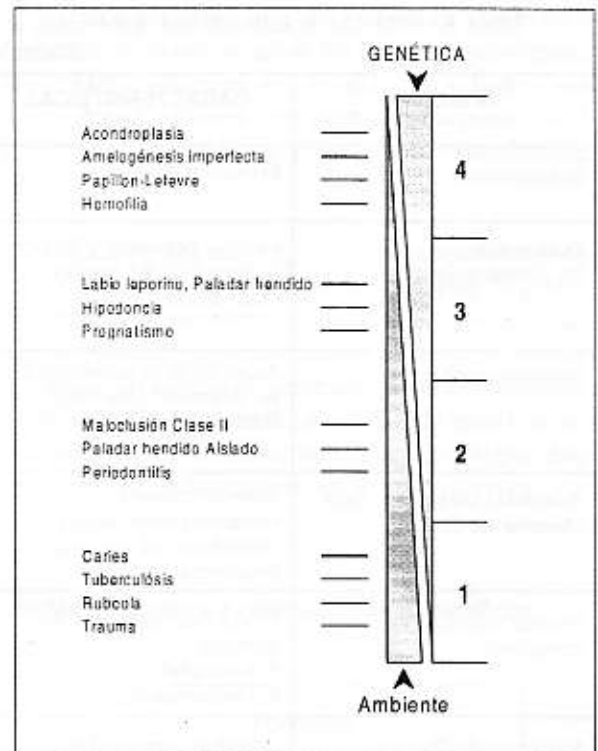 GENÉTICA
Acondroplasia
Amelogénesis Imperfecta
Papillon-Lefevre
Hemofilia
4
Labio leporino, Paladar hendido
Hipodoncia
Prognatismo
3
Maloclusión Clase II
Paladar hendido Aislado
Periodontitis
2
Caries
Tuberculósis
Rubeola
Trauma
1
Ambiente